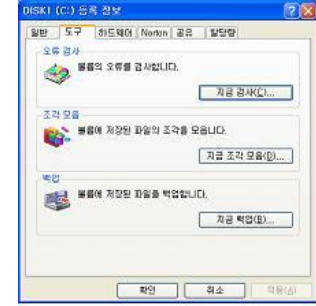 DISK1 (C:) 등록 정보
일반 도구 하드웨어 Norton 공유 할당량
오류 검사
볼륨의 오류를 검사합니다.
지금 검사(C)...
조각 모음
볼륨에 저장된 파일의 조각을 모읍니다.
지금 조각 모음(D)...
백업
볼륨에 저장된 파일을 백업합니다.
지금 백업(B)...
확인 취소 적용(A)